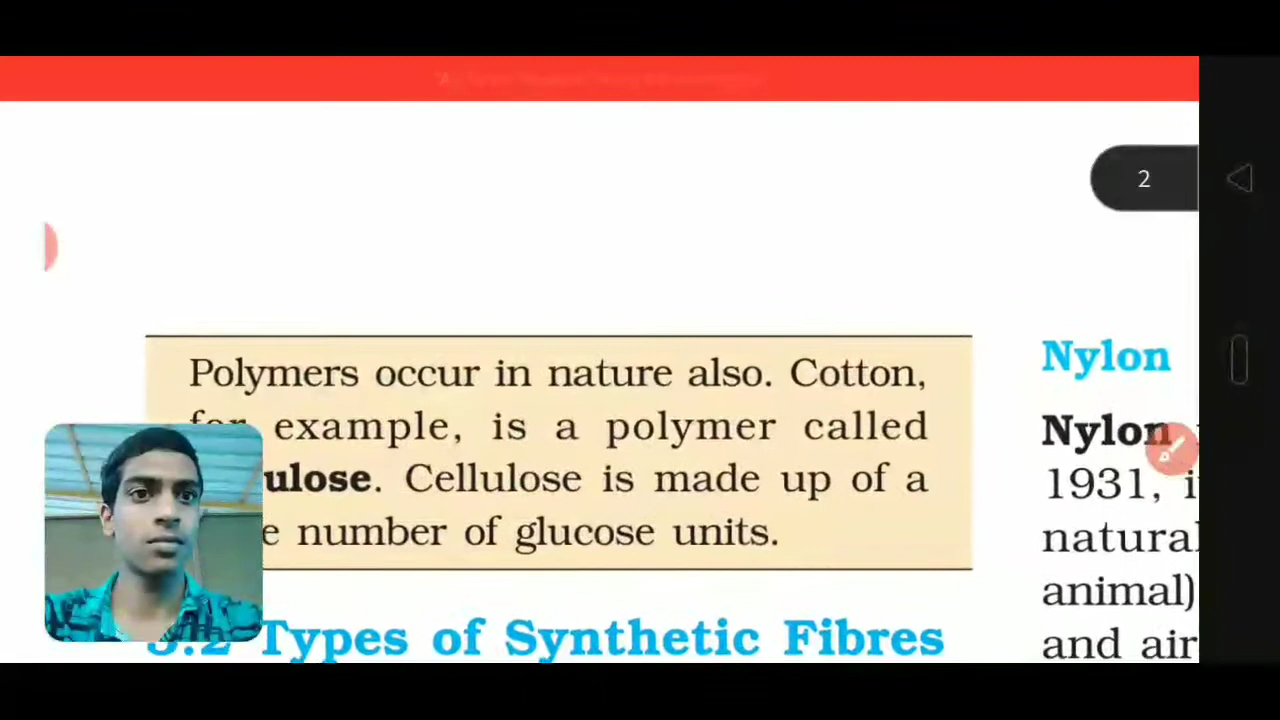 2
Polymers occur in nature also. Cotton,
example, is a polymer called
ulose. Cellulose is made up of a
e number of glucose units.
Types of Synthetic Fibres
Nylon
Nylon
1931, i
natural
animal)
and air